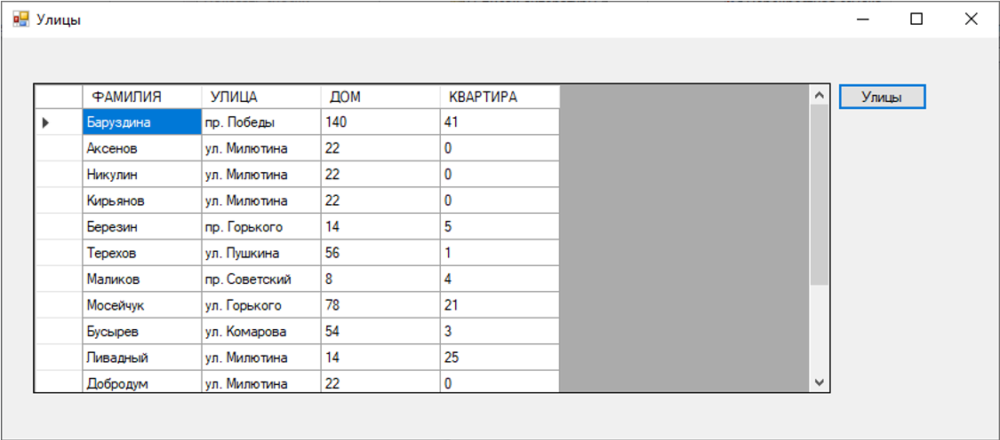 Улицы
ФАМИЛИЯ УЛИЦА ДОМ КВАРТИРА Улицы
Баруздина пр. Победы 140 41
Аксенов ул. Милютина 22 0
Никулин ул. Милютина 22 0
Кирьянов ул. Милютина 22 0
Березин пр. Горького 14 5
Терехов ул. Пушкина 56 1
Маликов пр. Советский 8 4
Мосейчук ул. Горького 78 21
Бусырев ул. Комарова 54 3
Ливадный ул. Милютина 14 25
Добродум ул. Милютина 22 0